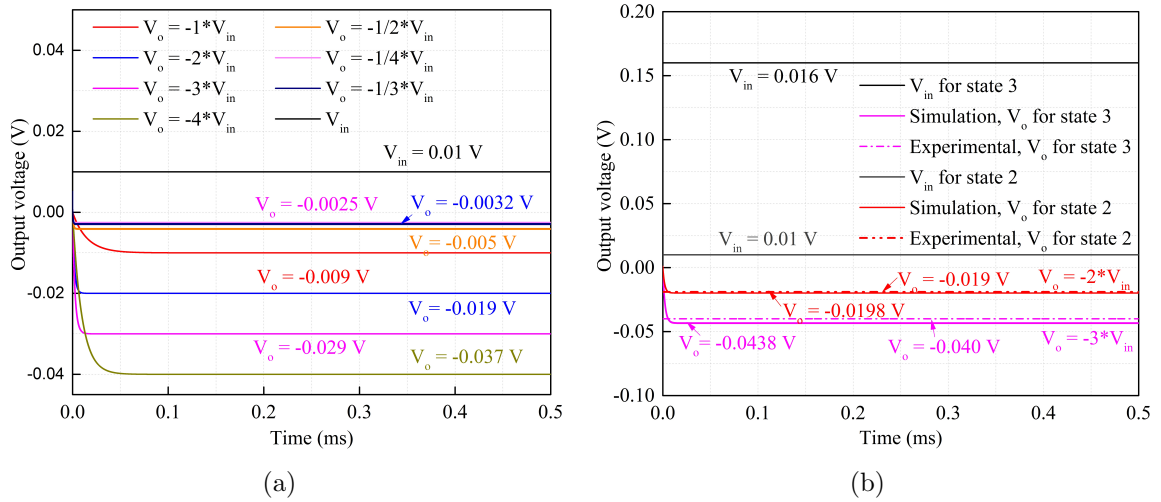 V_o = -1*V_in
V_o = -1/2*V_in
V_o = -2*V_in
V_o = -1/4*V_in
V_o = -3*V_in
V_o = -1/3*V_in
V_o = -4*V_in
V_in
V_in = 0.01 V
V_o = -0.0025 V
V_o = -0.0032 V
V_o = -0.005 V
V_o = -0.009 V
V_o = -0.019 V
V_o = -0.029 V
V_o = -0.037 V
0.04
0.02
0.00
-0.02
-0.04
Output voltage (V)
0.0 0.1 0.2 0.3 0.4 0.5
Time (ms)
(a)
0.20
0.15
0.10
0.05
0.00
-0.05
-0.10
Output voltage (V)
V_in = 0.016 V
V_in for state 3
Simulation, V_o for state 3
Experimental, V_o for state 3
V_in for state 2
Simulation, V_o for state 2
Experimental, V_o for state 2
V_in = 0.01 V
V_o = -0.019 V
V_o = -2*V_in
V_o = -0.0198 V
V_o = -0.0438 V
V_o = -0.040 V
V_o = -3*V_in
0.0 0.1 0.2 0.3 0.4 0.5
Time (ms)
(b)